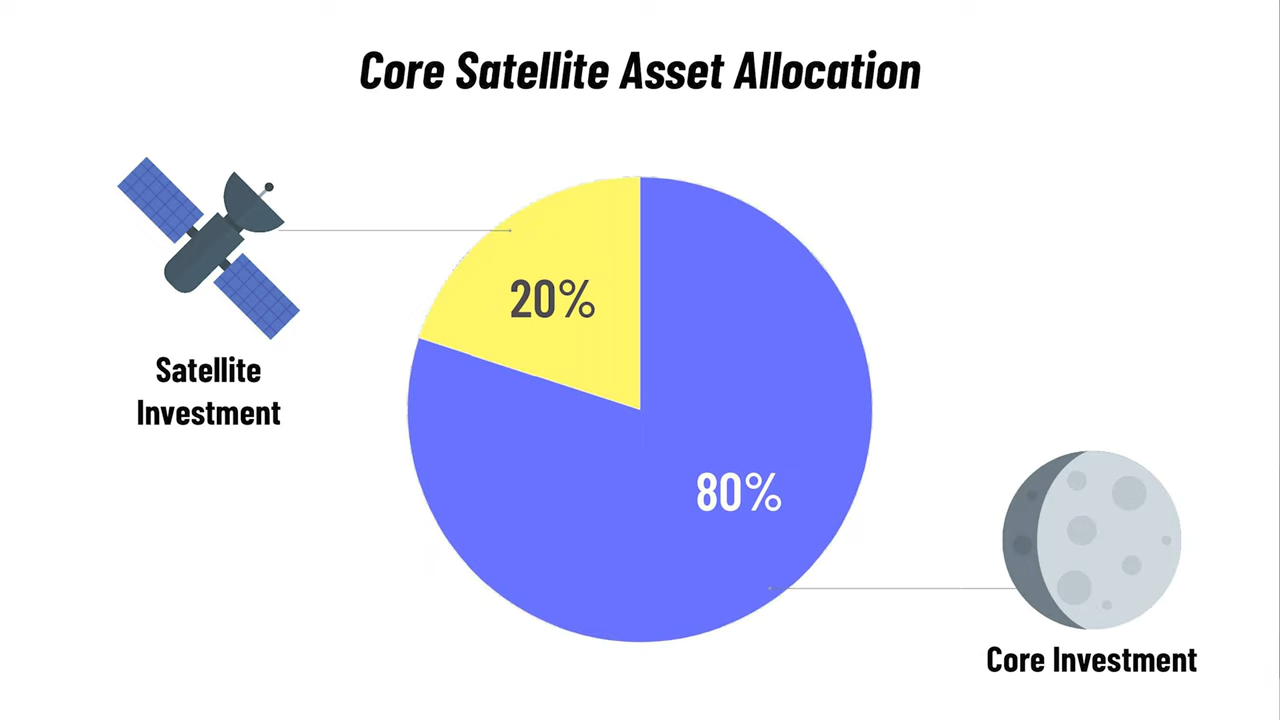 Core Satellite Asset Allocation
20%
Satellite
Investment
80%
Core Investment